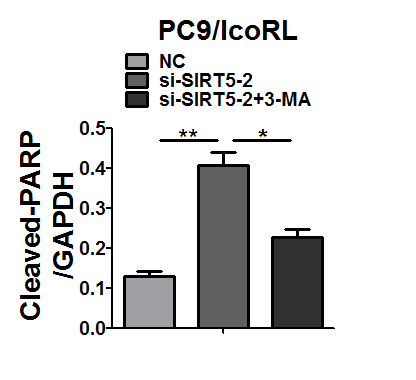 PC9/IcoRL
NC
si-SIRT5-2
si-SIRT5-2+3-MA
Cleaved-PARP
/GAPDH
0.5
0.4
0.3
0.2
0.1
0.0
**
*